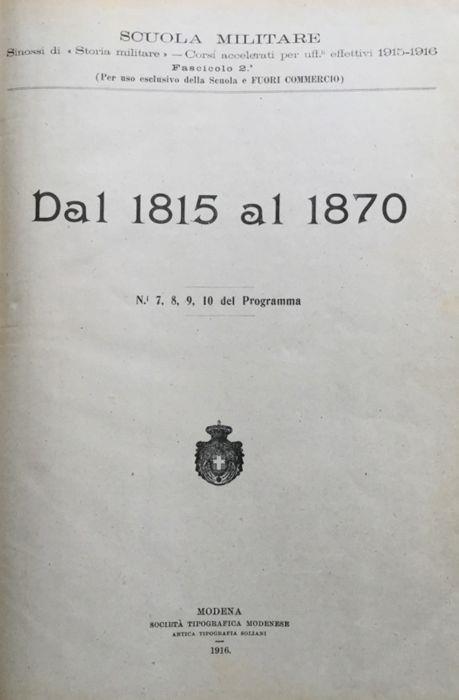 SCUOLA MILITARE
Sinossi di « Storia militare » — Corsi accelerati per uff.li effettivi 1915-1916
Fascicolo 2.°
(Per uso esclusivo della Scuola e FUORI COMMERCIO)
Dal 1815 al 1870
N.i 7, 8, 9, 10 del Programma
MODENA
SOCIETÀ TIPOGRAFICA MODENESE
ANTICA TIPOGRAFIA SOLIANI
1916.